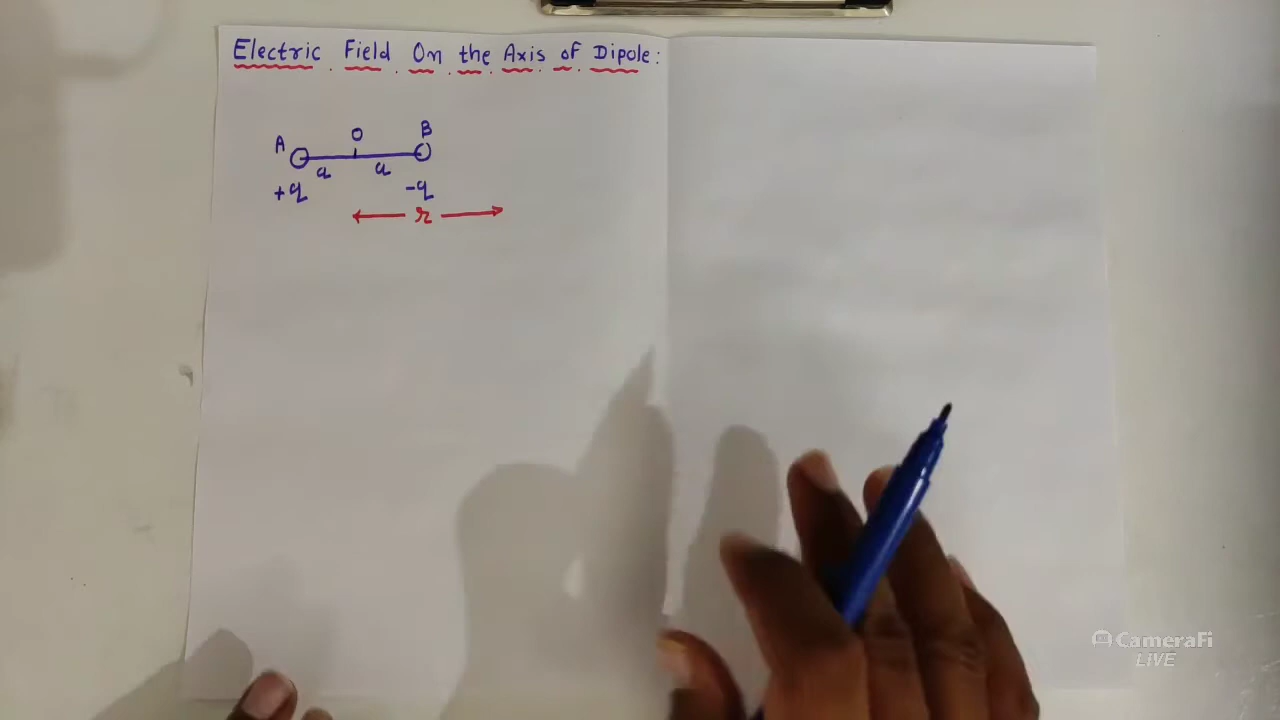 Electric Field On the Axis of Dipole:
A O B
a a
+q -q
r
CameraFi
LIVE